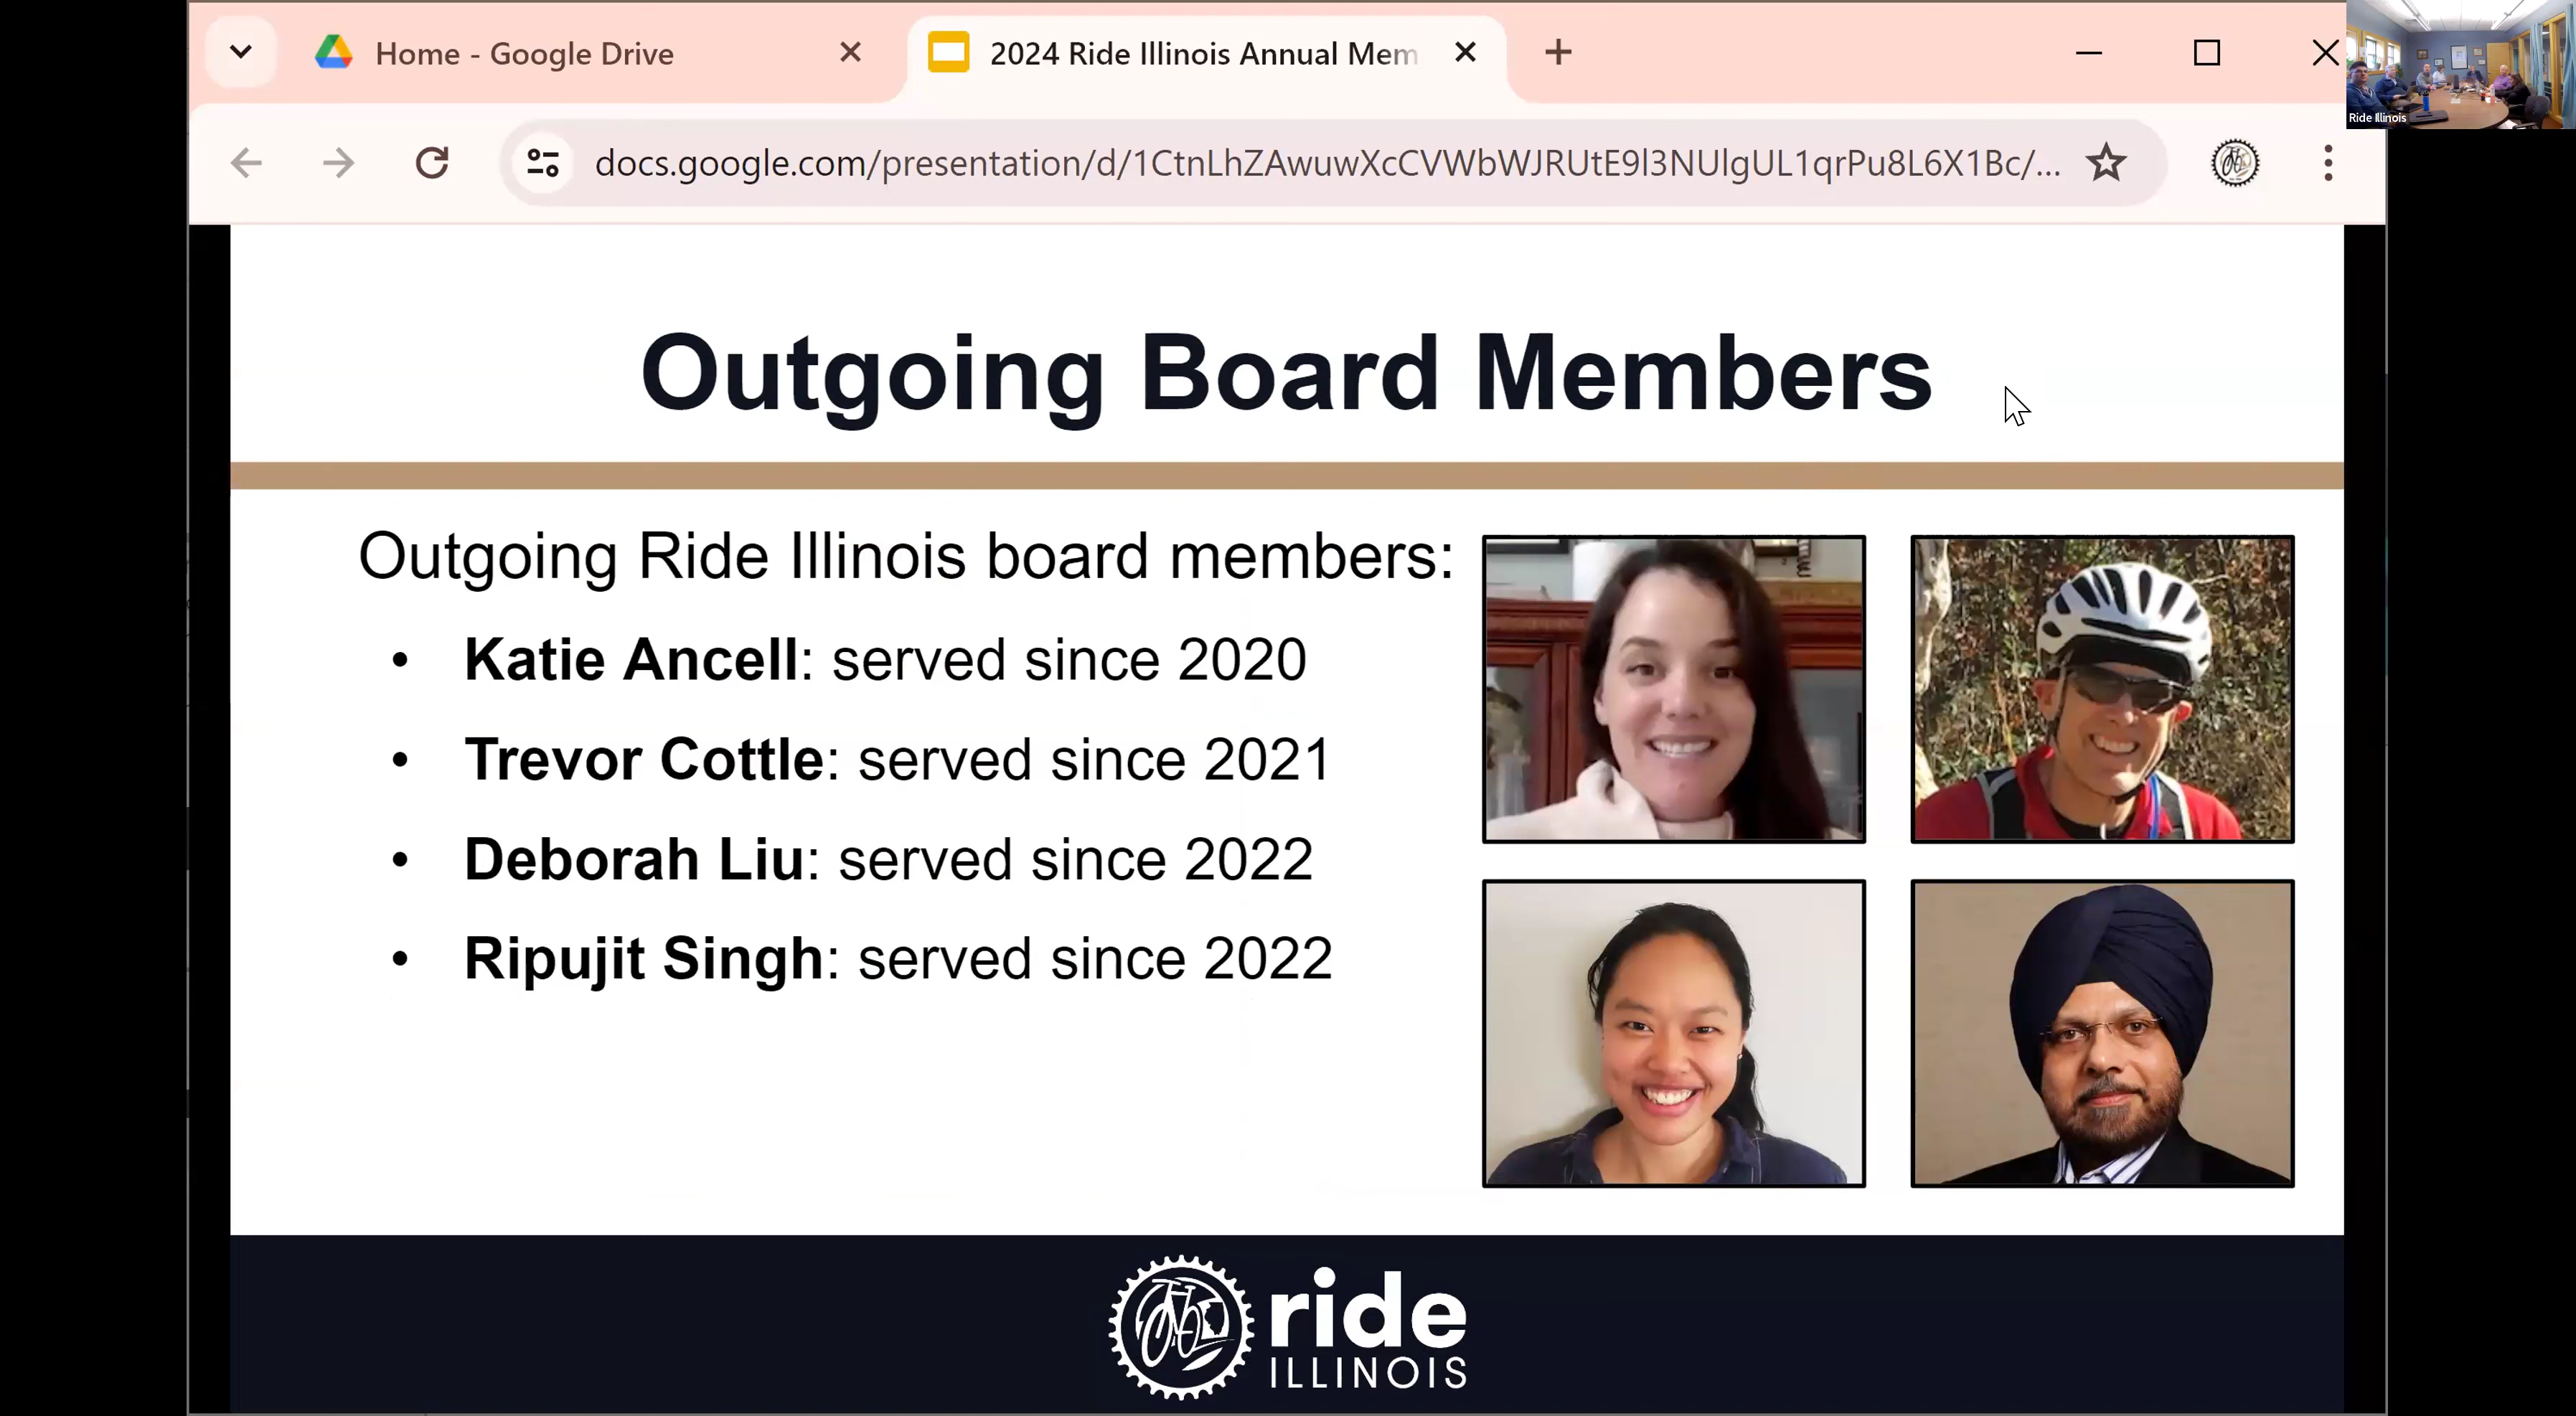 Home - Google Drive
2024 Ride Illinois Annual Mem
Ride Illinois
docs.google.com/presentation/d/1CtnLhZAwuwXcCVWbWJRUtE9l3NUlgUL1qrPu8L6X1Bc/...
Outgoing Board Members
Outgoing Ride Illinois board members:
• Katie Ancell: served since 2020
• Trevor Cottle: served since 2021
• Deborah Liu: served since 2022
• Ripujit Singh: served since 2022
ride
ILLINOIS